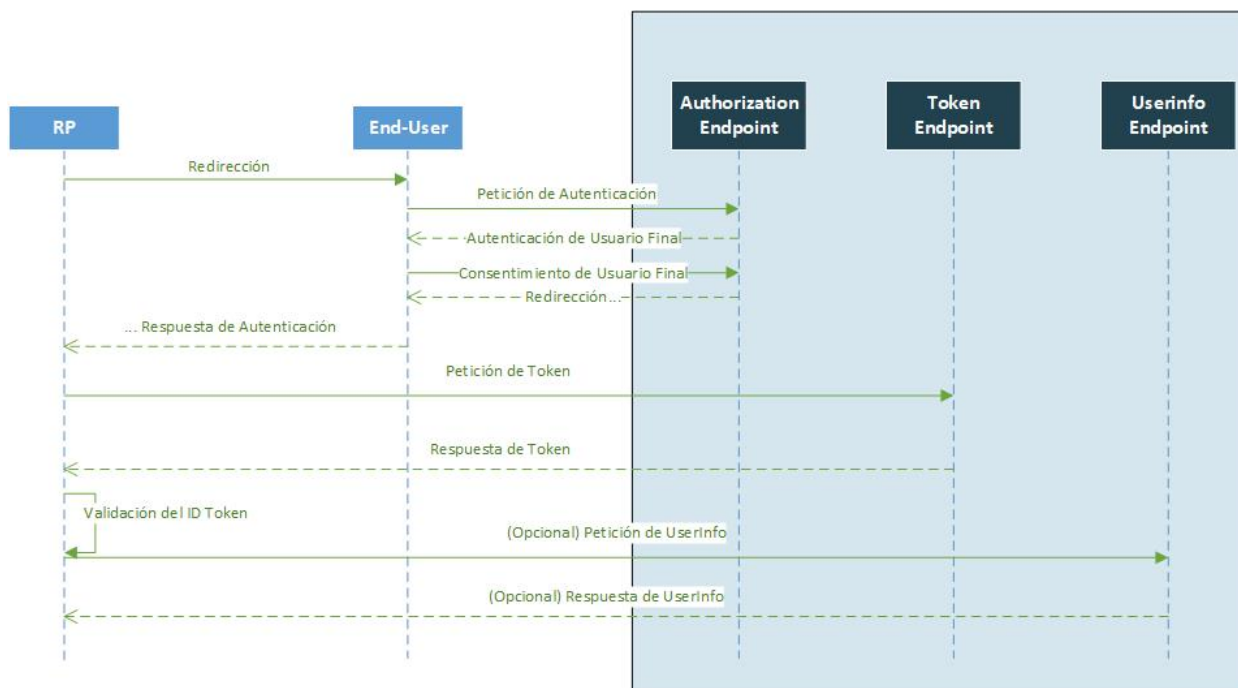 Authorization
Endpoint
Token
Endpoint
Userinfo
Endpoint
RP
End-User
Redirección
Petición de Autenticación
Autenticación de Usuario Final
Consentimiento de Usuario Final
Redirección...
... Respuesta de Autenticación
Petición de Token
Respuesta de Token
Validación del ID Token
(Opcional) Petición de UserInfo
(Opcional) Respuesta de UserInfo